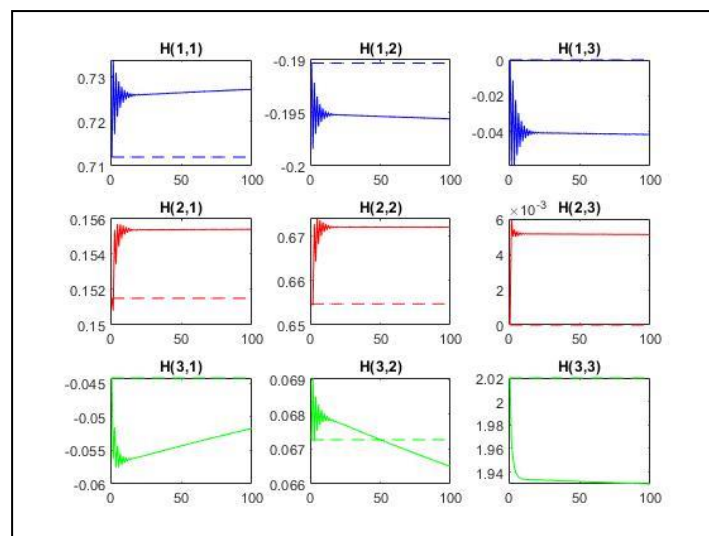 H(1,1) H(1,2) H(1,3)
0.73 -0.19 0
0.72 -0.195 -0.02
0.71 -0.2 -0.04
0 50 100 0 50 100 0 50 100
H(2,1) H(2,2) H(2,3)
×10⁻³
0.156 0.67 6
0.154 0.66 4
0.152 0.65 2
0.15 0
0 50 100 0 50 100 0 50 100
H(3,1) H(3,2) H(3,3)
-0.045 0.069 2.02
-0.05 0.068 2
-0.055 0.067 1.98
-0.06 0.066 1.96
1.94
0 50 100 0 50 100 0 50 100